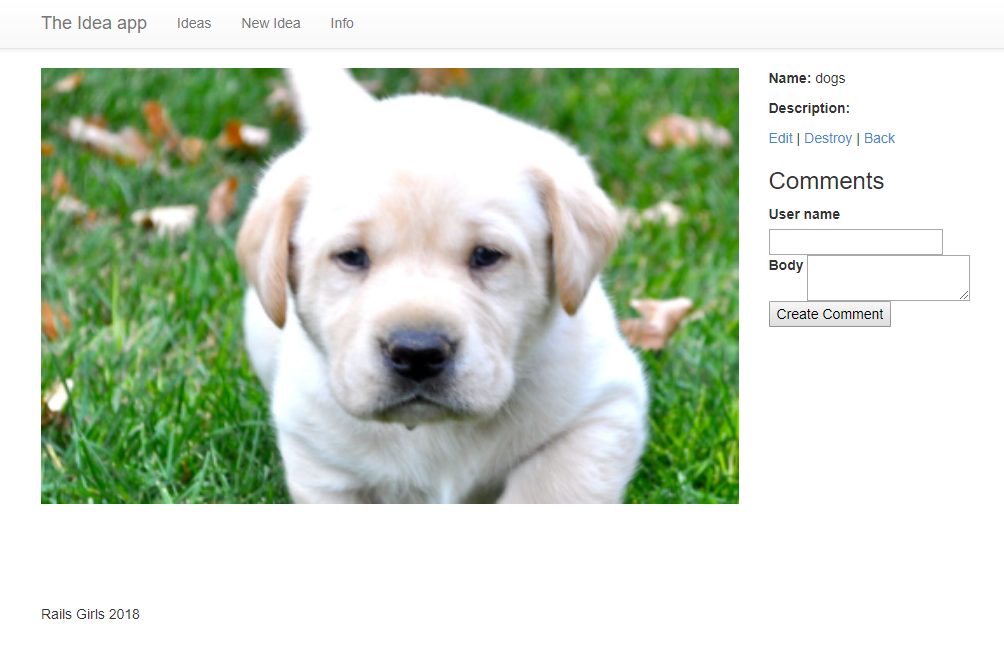 The Idea app Ideas New Idea Info
Name: dogs
Description:
Edit | Destroy | Back
Comments
User name
Body
Create Comment
Rails Girls 2018